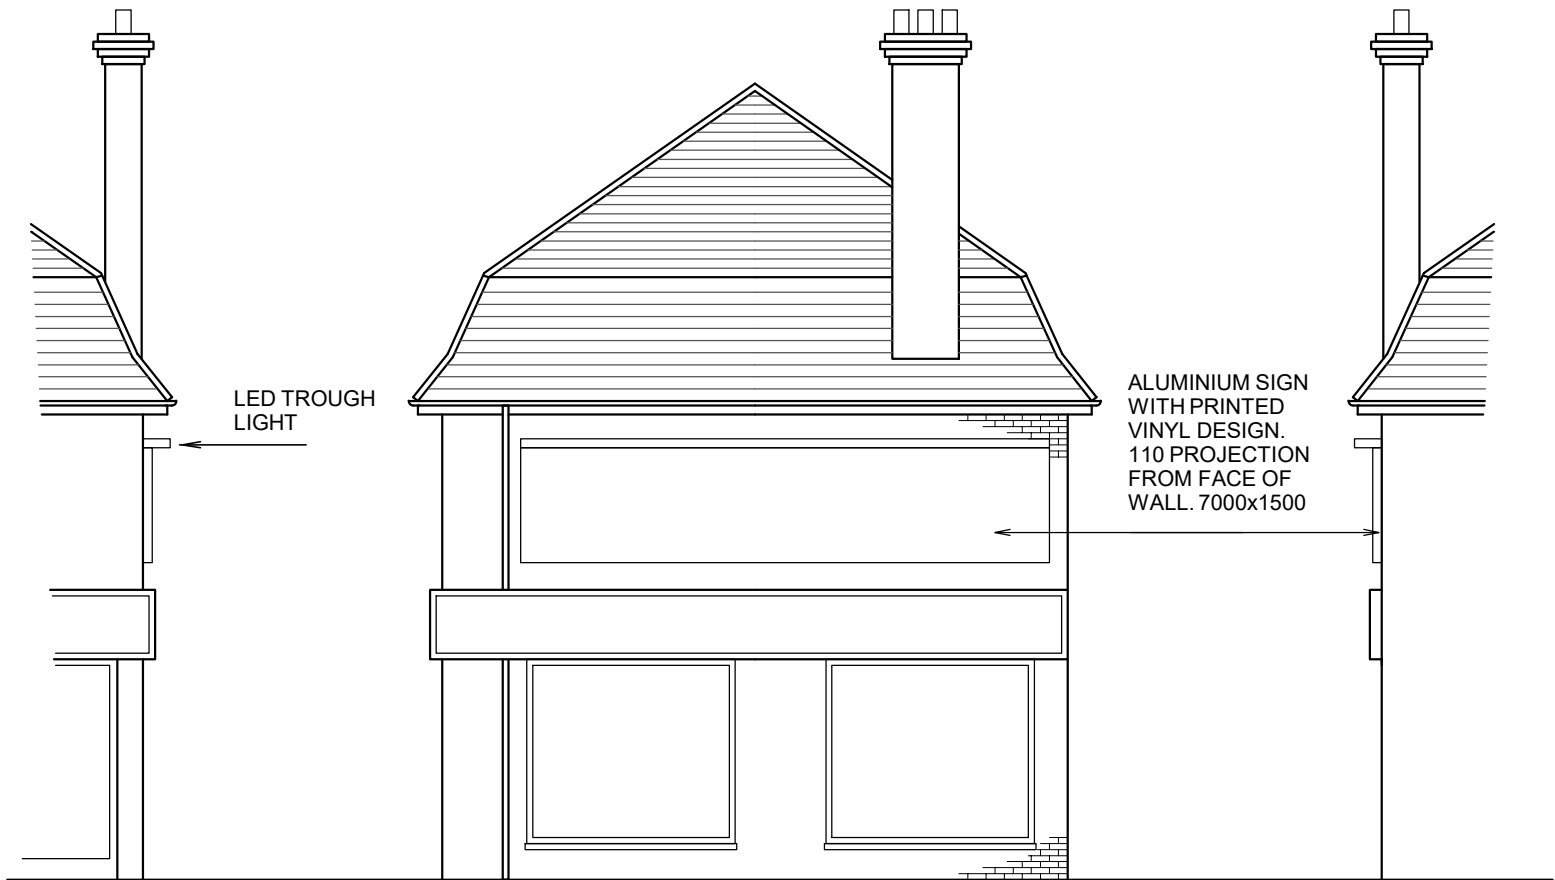 LED TROUGH
LIGHT
ALUMINIUM SIGN
WITH PRINTED
VINYL DESIGN.
110 PROJECTION
FROM FACE OF
WALL. 7000x1500